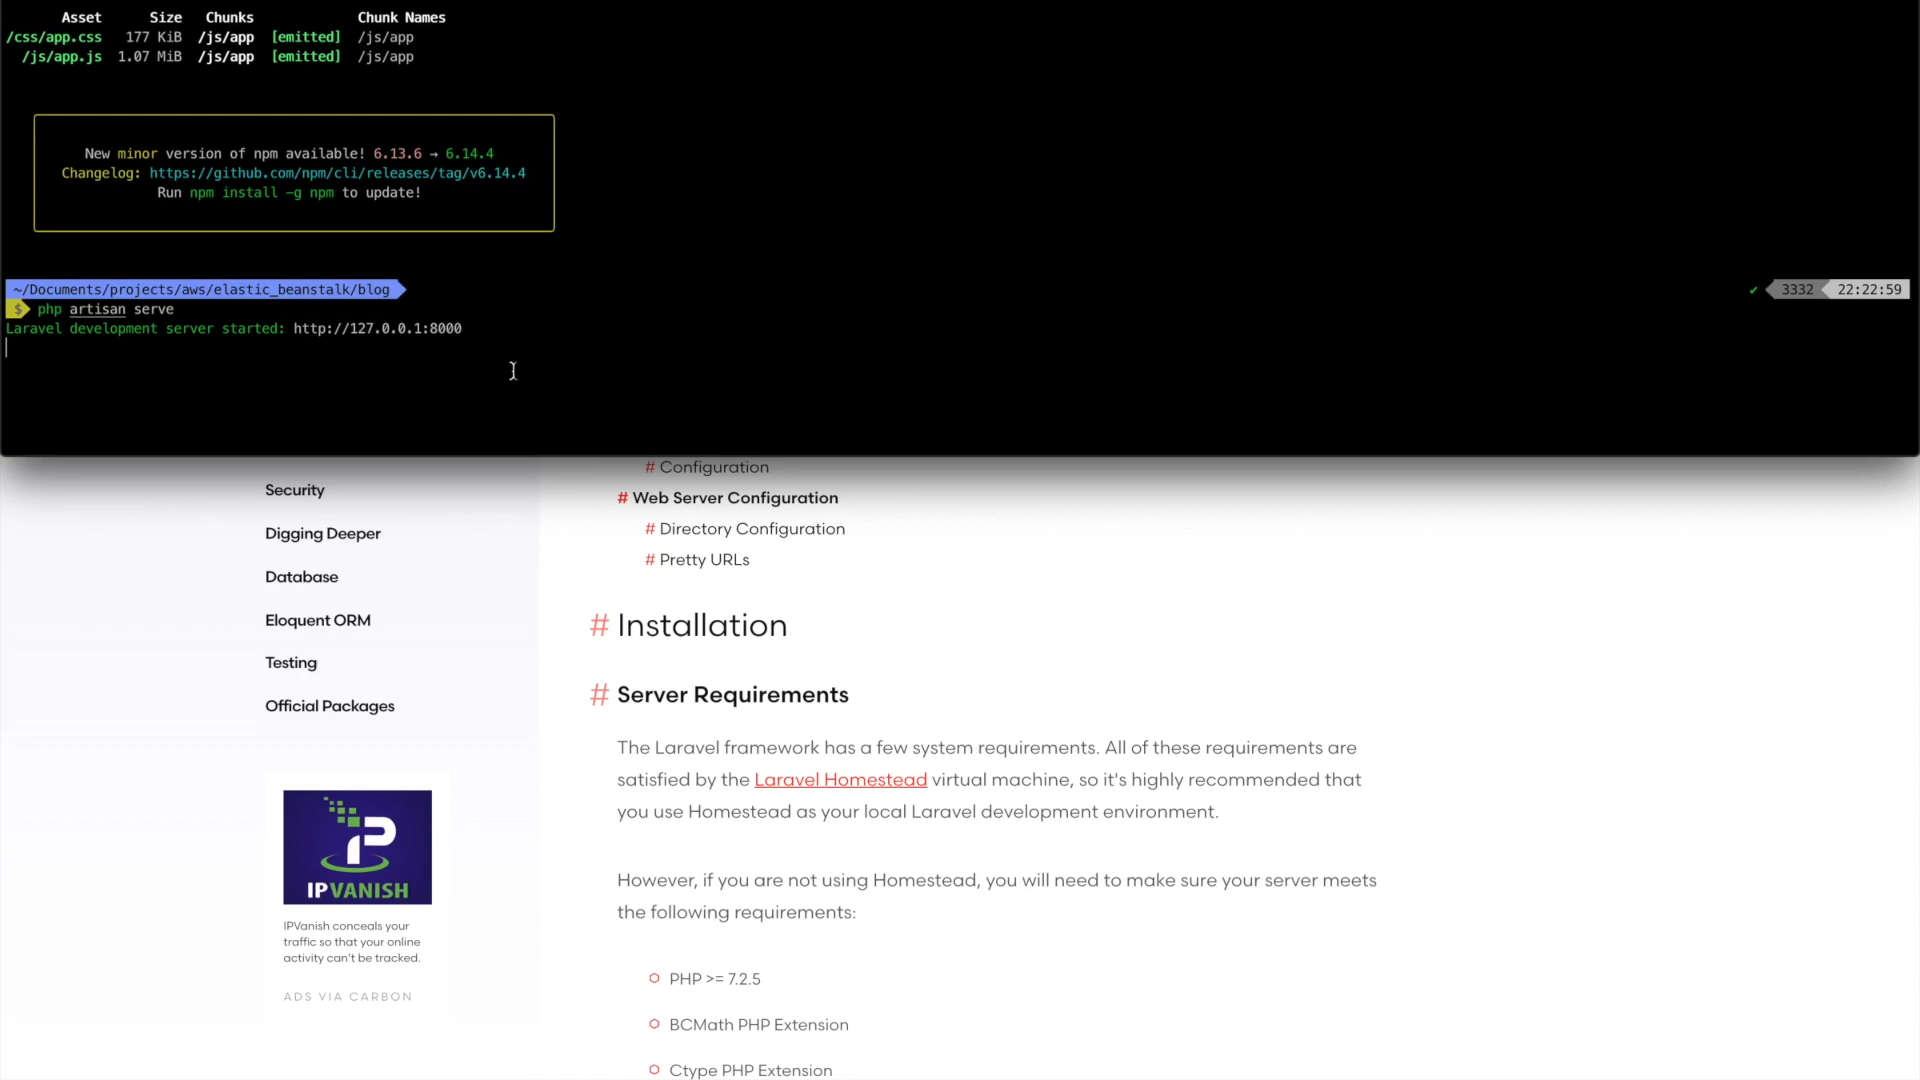 Asset Size Chunks Chunk Names
/css/app.css 177 KiB /js/app [emitted] /js/app
/js/app.js 1.07 MiB /js/app [emitted] /js/app
New minor version of npm available! 6.13.6 → 6.14.4
Changelog: https://github.com/npm/cli/releases/tag/v6.14.4
Run npm install -g npm to update!
~/Documents/projects/aws/elastic_beanstalk/blog ✔ 3332 22:22:59
$ php artisan serve
Laravel development server started: http://127.0.0.1:8000
Security
Digging Deeper
Database
Eloquent ORM
Testing
Official Packages
IPVANISH
IPVanish conceals your
traffic so that your online
activity can't be tracked.
ADS VIA CARBON
# Configuration
# Web Server Configuration
# Directory Configuration
# Pretty URLs
# Installation
# Server Requirements
The Laravel framework has a few system requirements. All of these requirements are
satisfied by the Laravel Homestead virtual machine, so it's highly recommended that
you use Homestead as your local Laravel development environment.
However, if you are not using Homestead, you will need to make sure your server meets
the following requirements:
PHP >= 7.2.5
BCMath PHP Extension
Ctype PHP Extension